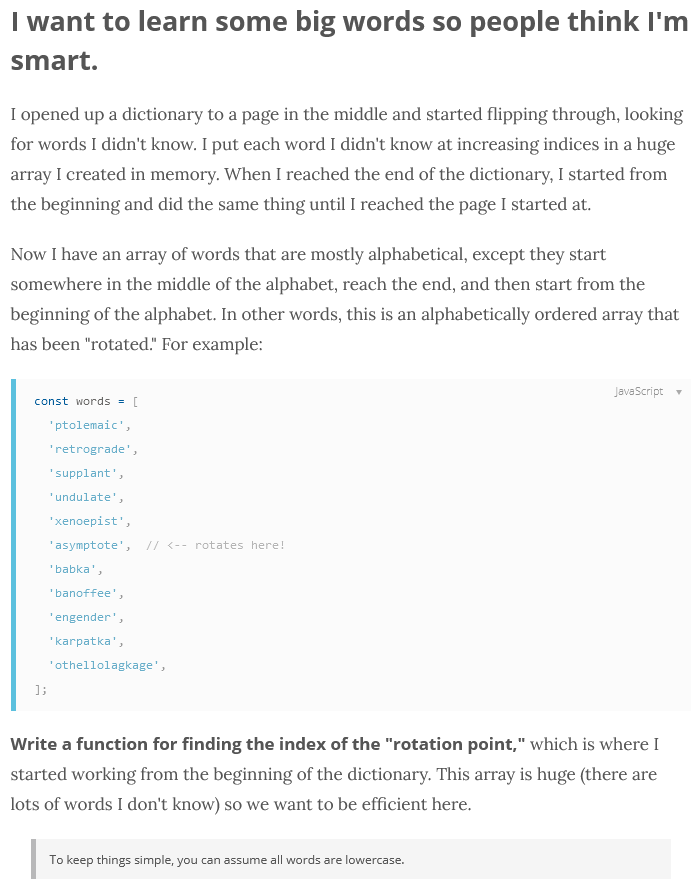 I want to learn some big words so people think I'm
smart.
I opened up a dictionary to a page in the middle and started flipping through, looking
for words I didn't know. I put each word I didn't know at increasing indices in a huge
array I created in memory. When I reached the end of the dictionary, I started from
the beginning and did the same thing until I reached the page I started at.
Now I have an array of words that are mostly alphabetical, except they start
somewhere in the middle of the alphabet, reach the end, and then start from the
beginning of the alphabet. In other words, this is an alphabetically ordered array that
has been "rotated." For example:
JavaScript ▼
const words = [
  'ptolemaic',
  'retrograde',
  'supplant',
  'undulate',
  'xenoepist',
  'asymptote',  // <-- rotates here!
  'babka',
  'banoffee',
  'engender',
  'karpatka',
  'othellolagkage',
];
Write a function for finding the index of the "rotation point," which is where I
started working from the beginning of the dictionary. This array is huge (there are
lots of words I don't know) so we want to be efficient here.
To keep things simple, you can assume all words are lowercase.